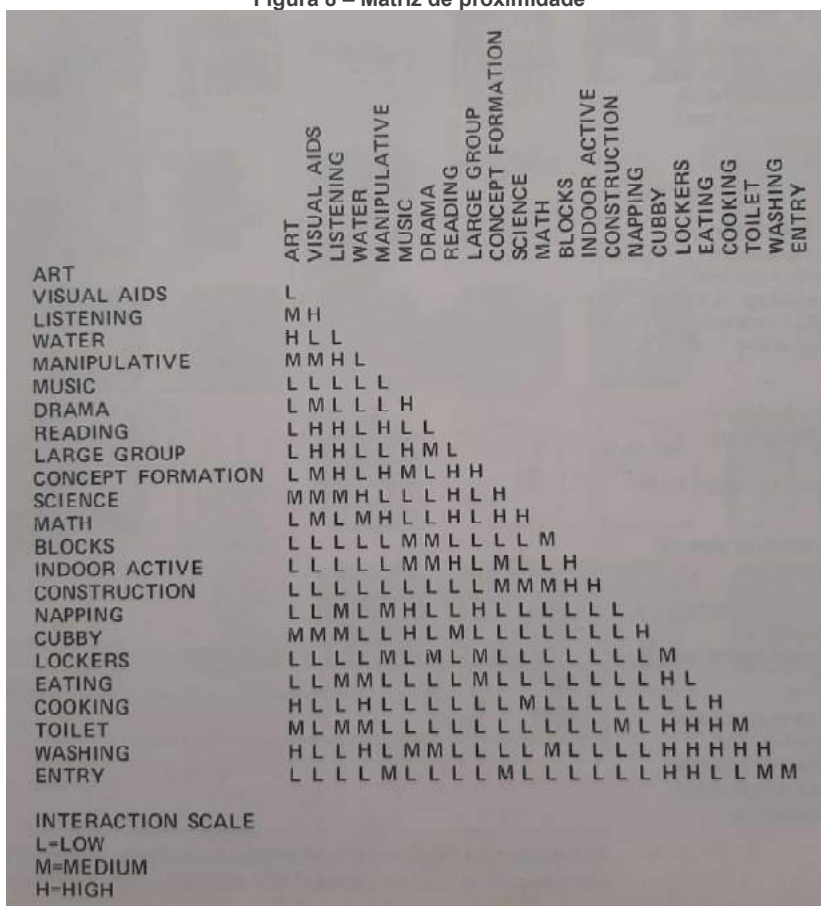 Figura 8 – Matriz de proximidade
ART
VISUAL AIDS
LISTENING
WATER
MANIPULATIVE
MUSIC
DRAMA
READING
LARGE GROUP
CONCEPT FORMATION
SCIENCE
MATH
BLOCKS
INDOOR ACTIVE
CONSTRUCTION
NAPPING
CUBBY
LOCKERS
EATING
COOKING
TOILET
WASHING
ENTRY
ART
VISUAL AIDS L
LISTENING M H
WATER H L L
MANIPULATIVE M M H L
MUSIC L L L L L
DRAMA L M L L L H
READING L H H L H L L
LARGE GROUP L H H L L H M L
CONCEPT FORMATION L M H L H M L H H
SCIENCE M M M H L L L H L H
MATH L M L M H L L H L H H
BLOCKS L L L L L M M L L L L M
INDOOR ACTIVE L L L L L M M H L M L L H
CONSTRUCTION L L L L L L L L L M M M H H
NAPPING L L M L M H L L H L L L L L L
CUBBY M M M L L H L M L L L L L L L H
LOCKERS L L L L M L M L M L L L L L L L M
EATING L L M M L L L L M L L L L L L L H L
COOKING H L L H L L L L L L M L L L L L L L H
TOILET M L M M L L L L L L L L L L M L H H H M
WASHING H L L H L M M L L L L M L L L L H H H H H
ENTRY L L L L M L L L L M L L L L L L H H L L M M
INTERACTION SCALE
L=LOW
M=MEDIUM
H=HIGH